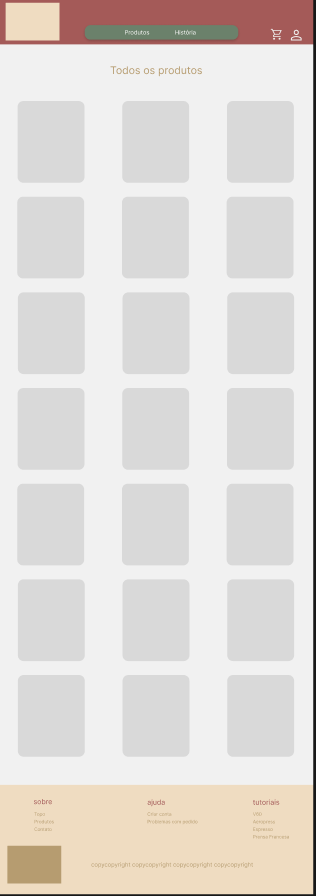 Produtos
História
Todos os produtos
sobre
ajuda
tutoriais
Topo
Criar conta
V60
Produtos
Problemas com pedido
Aeropress
Contato
Espresso
Prensa Francesa
copycopyright copycopyright copycopyright copycopyright